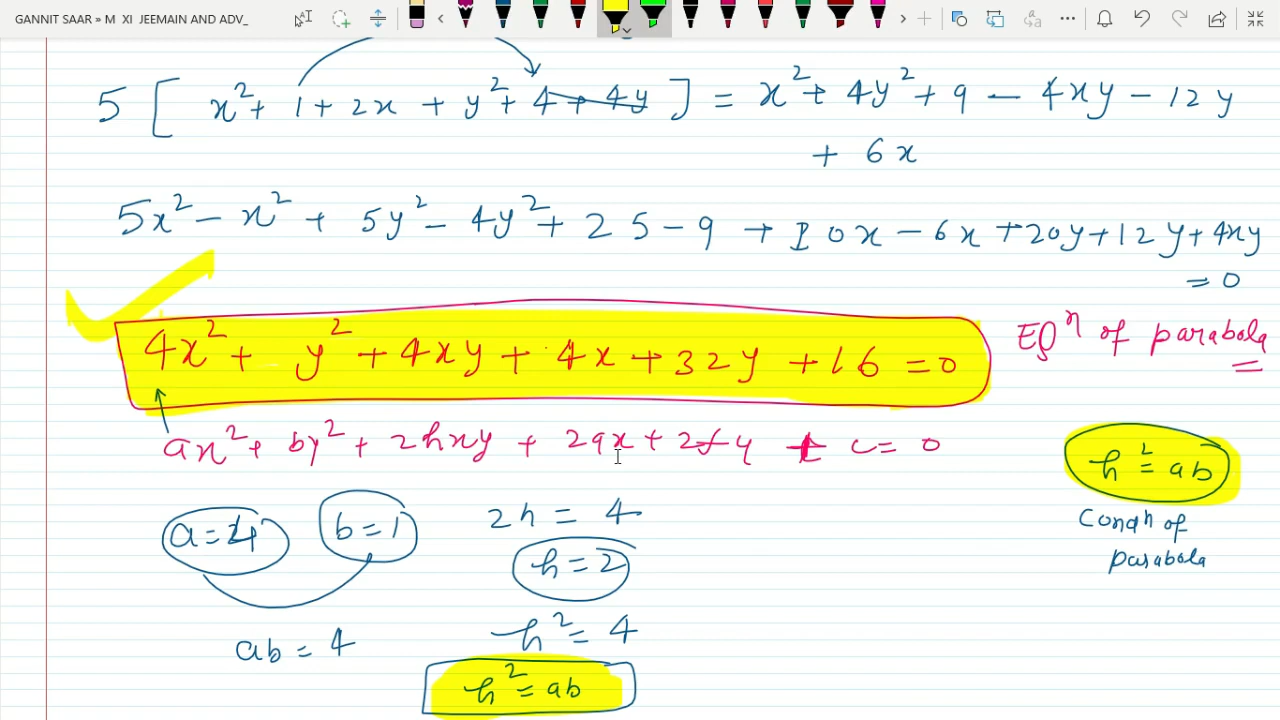 GANNIT SAAR » M XI JEEMAIN AND ADV_
5 [ x² + 1 + 2x + y² + 4 + 4y ] = x² + 4y² + 9 - 4xy - 12y
+ 6x
5x² - x² + 5y² - 4y² + 25 - 9 + 10x - 6x + 20y + 12y + 4xy
= 0
4x² + y² + 4xy + 4x + 32y + 16 = 0
EQⁿ of parabola
ax² + by² + 2hxy + 2gx + 2fy + c = 0
h² = ab
a = 4 b = 1 2h = 4
Condⁿ of
h = 2
parabola
ab = 4
h² = 4
h² = ab